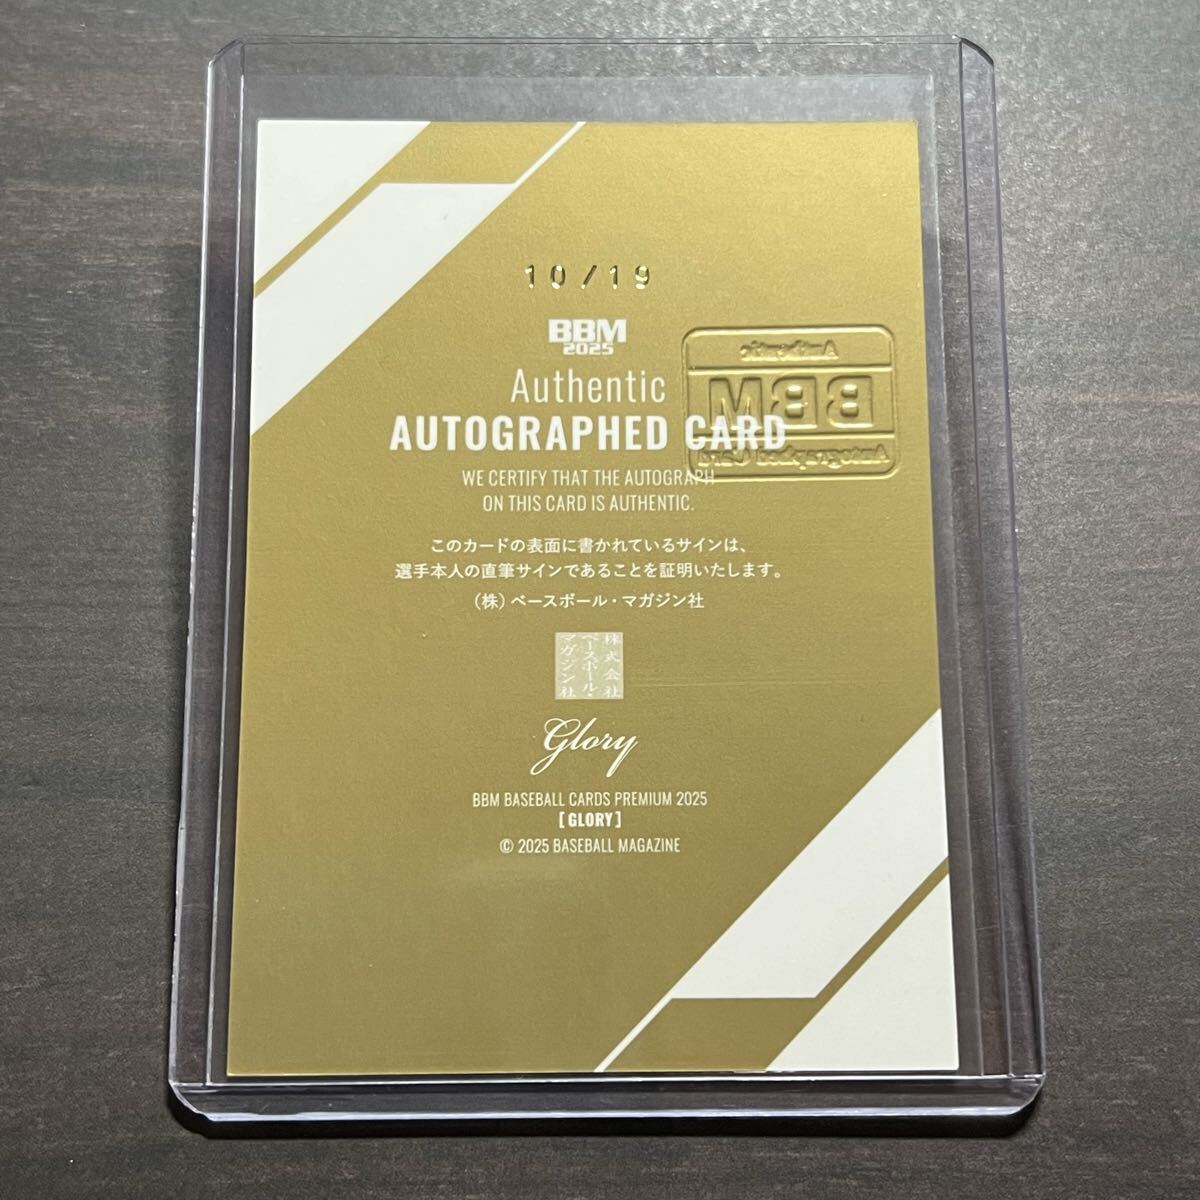 10/19
BBM
2025
Authentic
AUTOGRAPHED CARD
WE CERTIFY THAT THE AUTOGRAPH
ON THIS CARD IS AUTHENTIC.
このカードの表面に書かれているサインは、
選手本人の直筆サインであることを証明いたします。
(株)ベースボール・マガジン社
株式会社
ベースボール・
マガジン社
Glory
BBM BASEBALL CARDS PREMIUM 2025
[GLORY]
© 2025 BASEBALL MAGAZINE
Authentic
BBM
Autographed Card